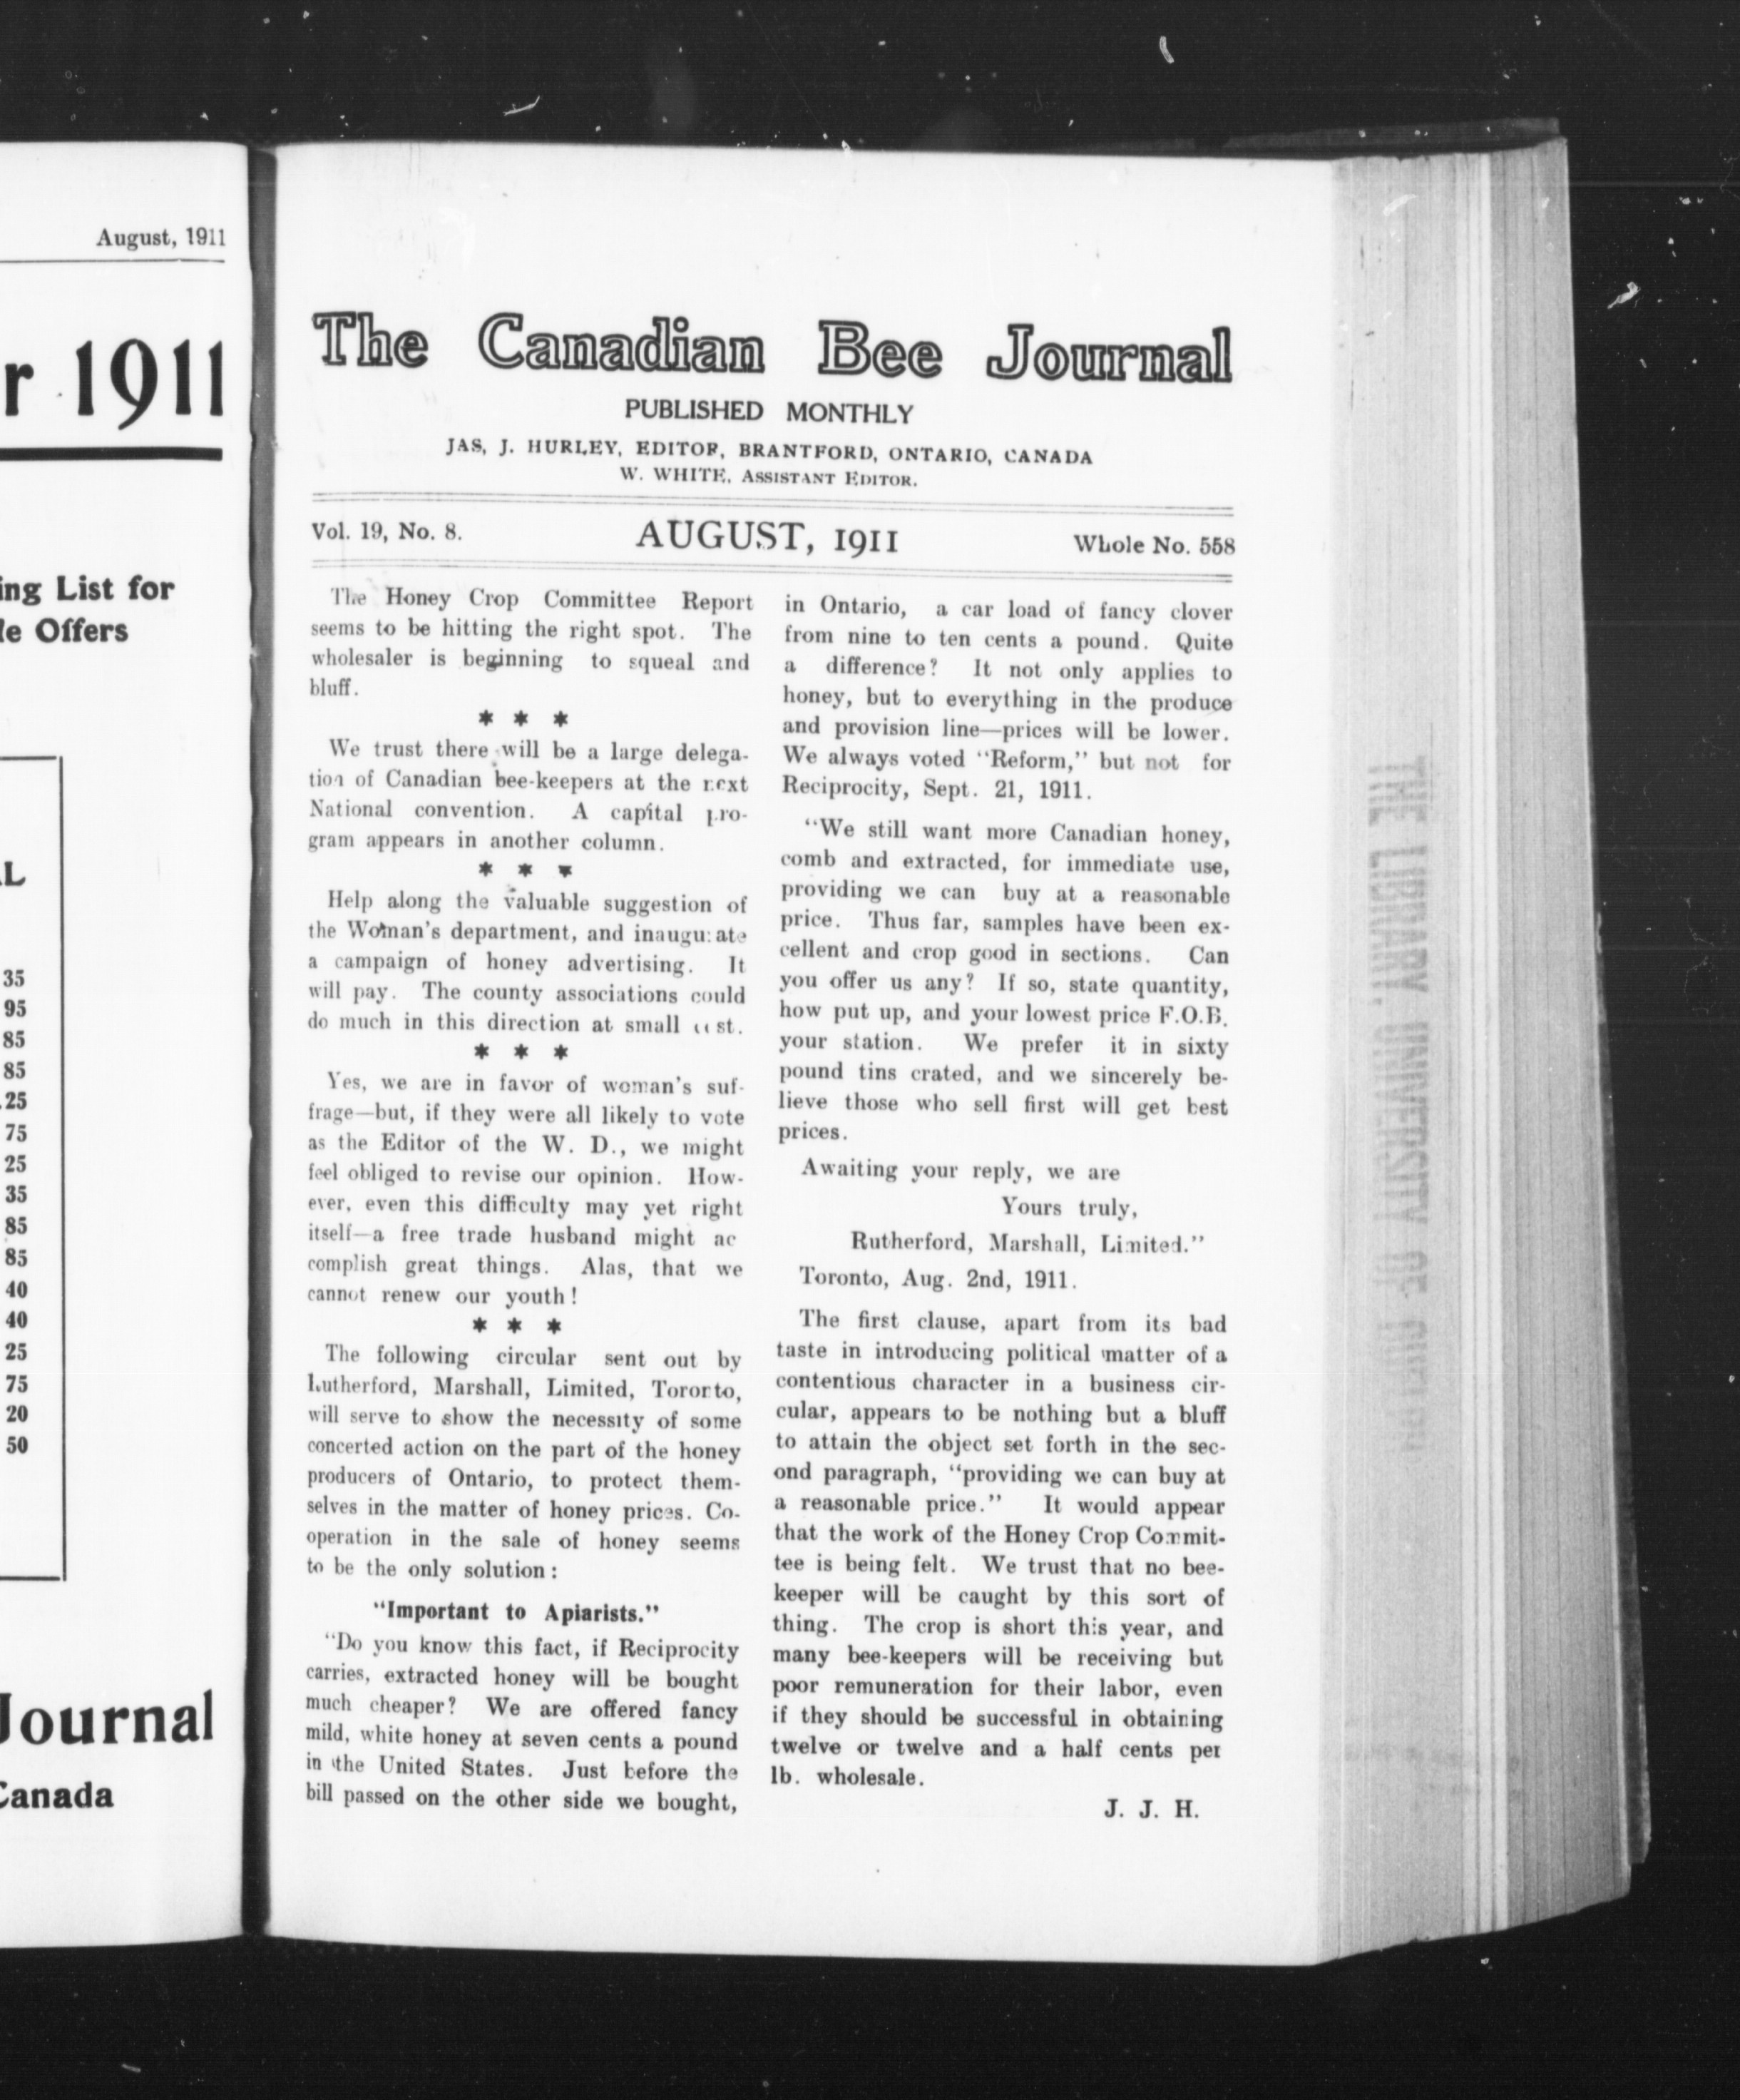 August, 1911
r 1911
ing List for
le Offers
L
35
95
85
85
.25
75
25
35
85
85
40
40
25
75
20
50
Journal
Canada
The Canadian Bee Journal
PUBLISHED MONTHLY
JAS, J. HURLEY, EDITOR, BRANTFORD, ONTARIO, CANADA
W. WHITE, ASSISTANT EDITOR.
Vol. 19, No. 8. AUGUST, 1911 Whole No. 558
The Honey Crop Committee Report
seems to be hitting the right spot. The
wholesaler is beginning to squeal and
bluff.
* * *
We trust there will be a large delega-
tion of Canadian bee-keepers at the next
National convention. A capital pro-
gram appears in another column.
* * *
Help along the valuable suggestion of
the Woman's department, and inaugurate
a campaign of honey advertising. It
will pay. The county associations could
do much in this direction at small cost.
* * *
Yes, we are in favor of woman's suf-
frage—but, if they were all likely to vote
as the Editor of the W. D., we might
feel obliged to revise our opinion. How-
ever, even this difficulty may yet right
itself—a free trade husband might ac
complish great things. Alas, that we
cannot renew our youth!
* * *
The following circular sent out by
Rutherford, Marshall, Limited, Toronto,
will serve to show the necessity of some
concerted action on the part of the honey
producers of Ontario, to protect them-
selves in the matter of honey prices. Co-
operation in the sale of honey seems
to be the only solution:
"Important to Apiarists."
"Do you know this fact, if Reciprocity
carries, extracted honey will be bought
much cheaper? We are offered fancy
mild, white honey at seven cents a pound
in the United States. Just before the
bill passed on the other side we bought,
in Ontario, a car load of fancy clover
from nine to ten cents a pound. Quite
a difference? It not only applies to
honey, but to everything in the produce
and provision line—prices will be lower.
We always voted "Reform," but not for
Reciprocity, Sept. 21, 1911.
"We still want more Canadian honey,
comb and extracted, for immediate use,
providing we can buy at a reasonable
price. Thus far, samples have been ex-
cellent and crop good in sections. Can
you offer us any? If so, state quantity,
how put up, and your lowest price F.O.B.
your station. We prefer it in sixty
pound tins crated, and we sincerely be-
lieve those who sell first will get best
prices.
Awaiting your reply, we are
Yours truly,
Rutherford, Marshall, Limited."
Toronto, Aug. 2nd, 1911.
The first clause, apart from its bad
taste in introducing political matter of a
contentious character in a business cir-
cular, appears to be nothing but a bluff
to attain the object set forth in the sec-
ond paragraph, "providing we can buy at
a reasonable price." It would appear
that the work of the Honey Crop Commit-
tee is being felt. We trust that no bee-
keeper will be caught by this sort of
thing. The crop is short this year, and
many bee-keepers will be receiving but
poor remuneration for their labor, even
if they should be successful in obtaining
twelve or twelve and a half cents per
lb. wholesale.
J. J. H.
THE LIBRARY, UNIVERSITY OF GUELPH